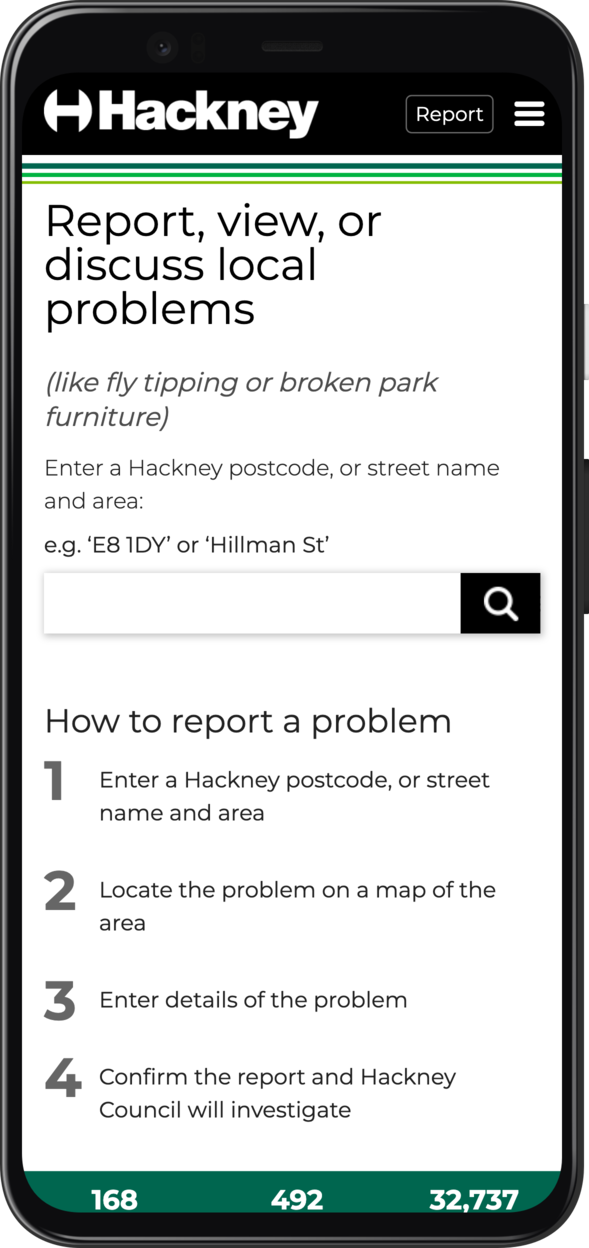 Hackney
Report
Report, view, or
discuss local
problems
(like fly tipping or broken park
furniture)
Enter a Hackney postcode, or street name
and area:
e.g. ‘E8 1DY’ or ‘Hillman St’
How to report a problem
1 Enter a Hackney postcode, or street
name and area
2 Locate the problem on a map of the
area
3 Enter details of the problem
4 Confirm the report and Hackney
Council will investigate
168 492 32,737